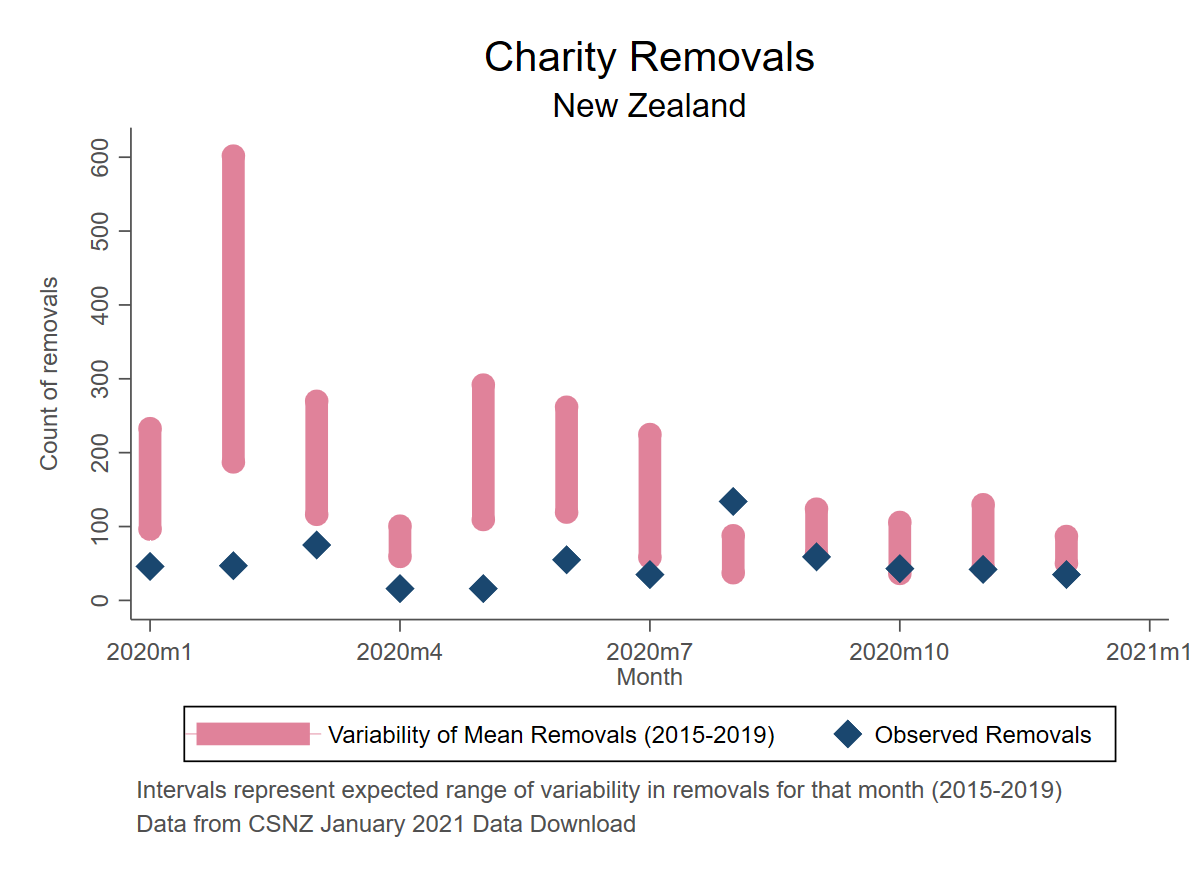 Charity Removals
New Zealand
Count of removals
600
500
400
300
200
100
0
2020m1 2020m4 2020m7 2020m10 2021m1
Month
Variability of Mean Removals (2015-2019) Observed Removals
Intervals represent expected range of variability in removals for that month (2015-2019)
Data from CSNZ January 2021 Data Download